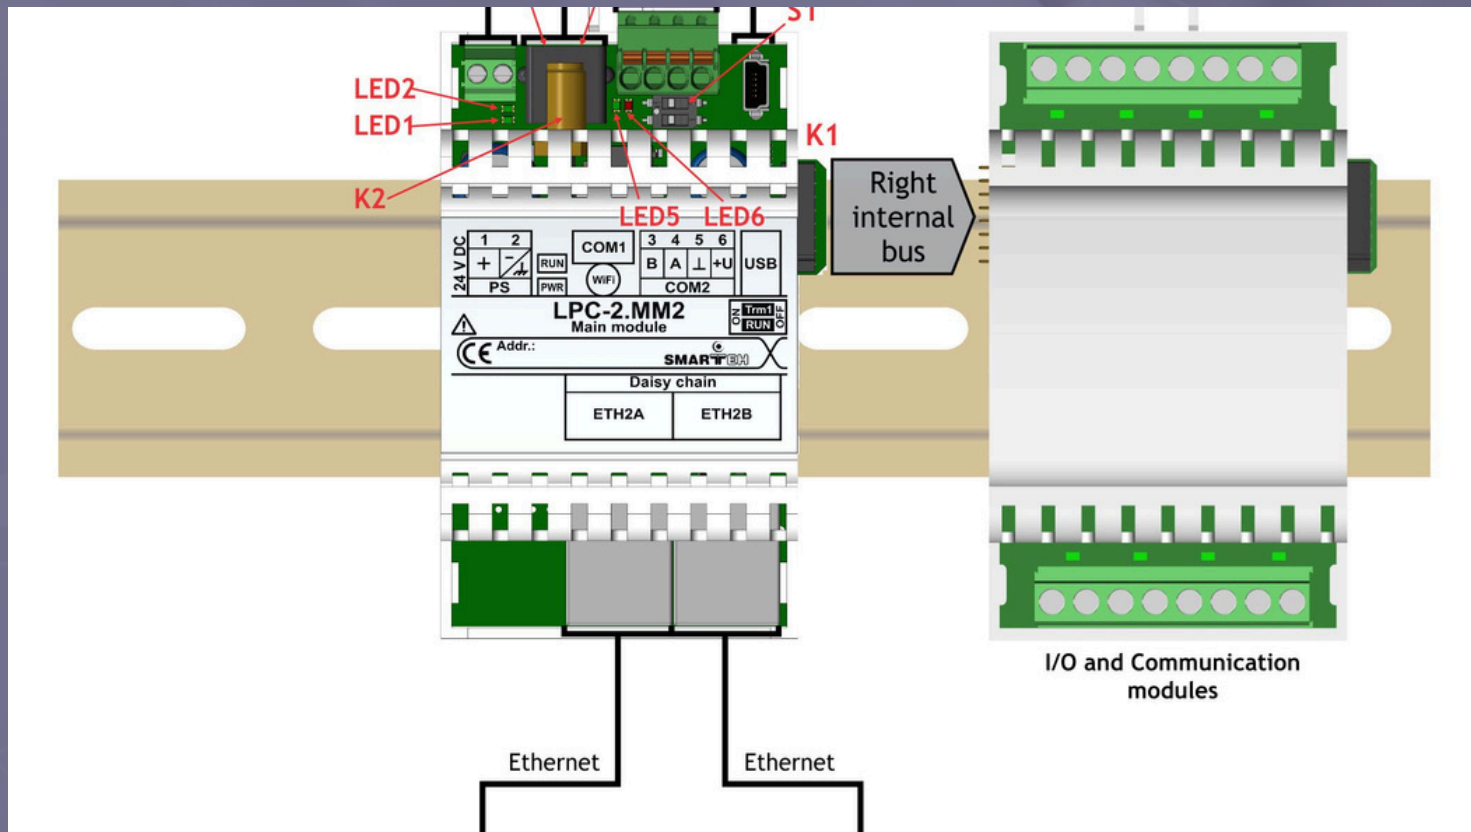 S1
LED2
LED1
K1
K2
LED5
LED6
Right
internal
bus
24 V DC
1 2
+ -
PS
RUN
PWR
COM1
WiFi
3 4 5 6
B A ⊥ +U
COM2
USB
LPC-2.MM2
Main module
ON
Trm1
RUN
OFF
CE Addr.:
SMARTEH
Daisy chain
ETH2A
ETH2B
I/O and Communication
modules
Ethernet
Ethernet